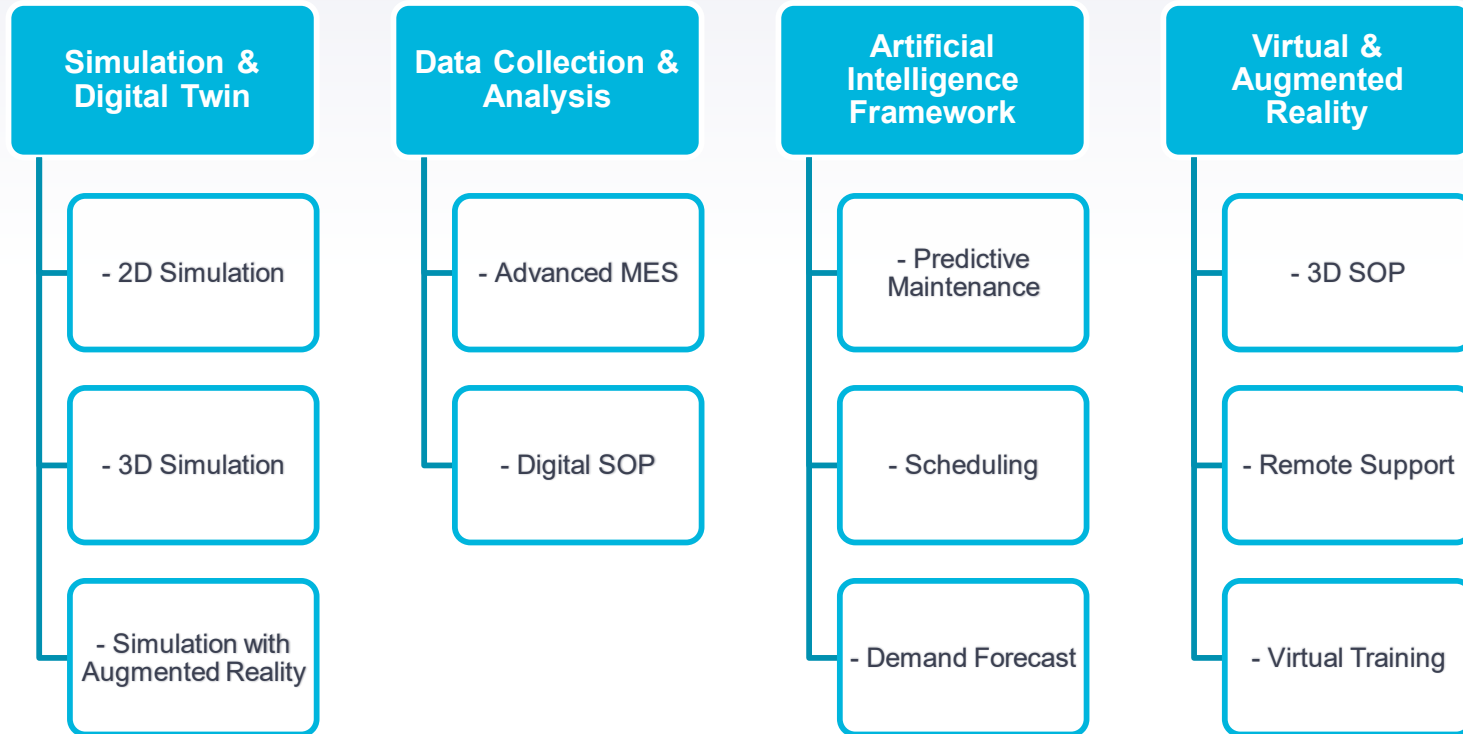 Simulation &
Digital Twin
- 2D Simulation
- 3D Simulation
- Simulation with
Augmented Reality
Data Collection &
Analysis
- Advanced MES
- Digital SOP
Artificial
Intelligence
Framework
- Predictive
Maintenance
- Scheduling
- Demand Forecast
Virtual &
Augmented
Reality
- 3D SOP
- Remote Support
- Virtual Training